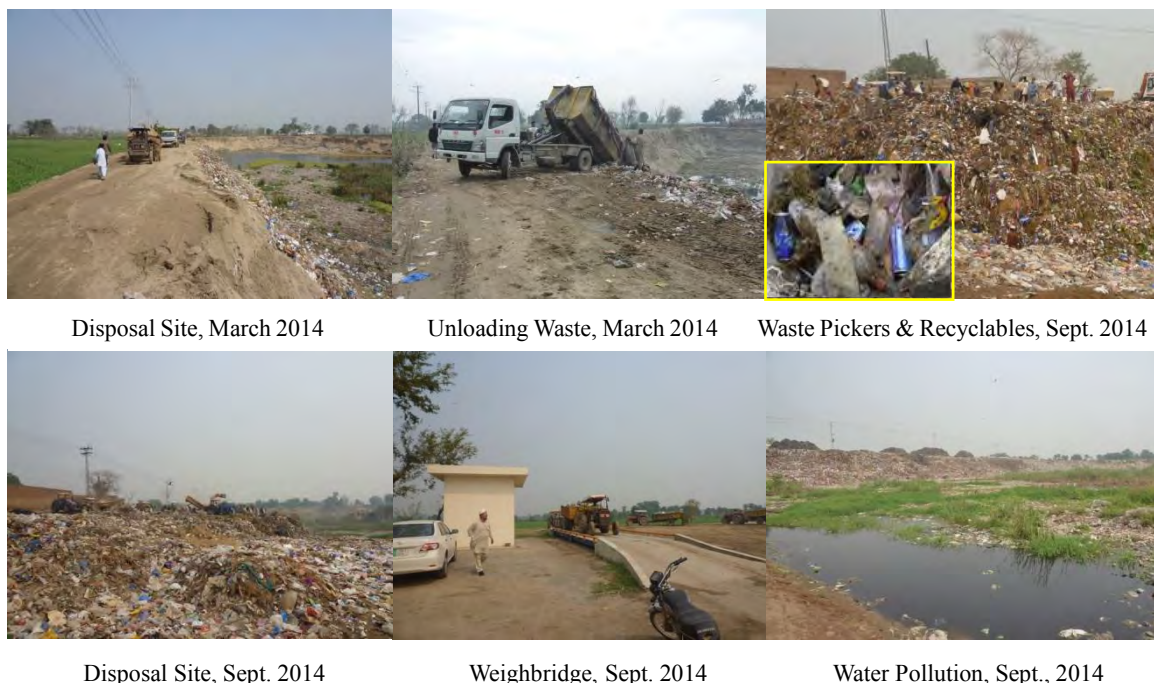 Disposal Site, March 2014
Unloading Waste, March 2014
Waste Pickers & Recyclables, Sept. 2014
Disposal Site, Sept. 2014
Weighbridge, Sept. 2014
Water Pollution, Sept., 2014